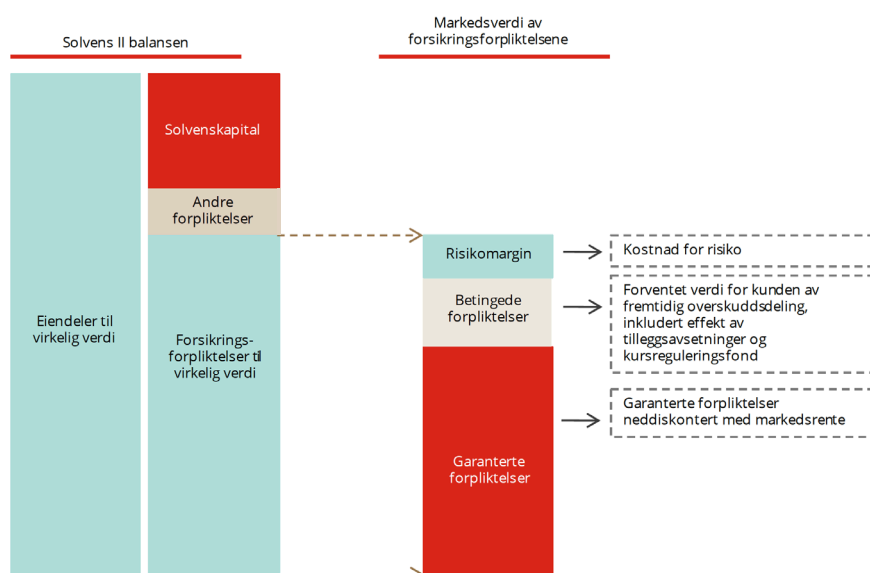 Solvens II balansen
Markedsverdi av
forsikringsforpliktelsene
Eiendeler til
virkelig verdi
Solvenskapital
Andre
forpliktelser
Forsikrings-
forpliktelser til
virkelig verdi
Risikomargin
Betingede
forpliktelser
Garanterte
forpliktelser
Kostnad for risiko
Forventet verdi for kunden av
fremtidig overskuddsdeling,
inkludert effekt av
tilleggsavsetninger og
kursreguleringsfond
Garanterte forpliktelser
neddiskontert med markedsrente